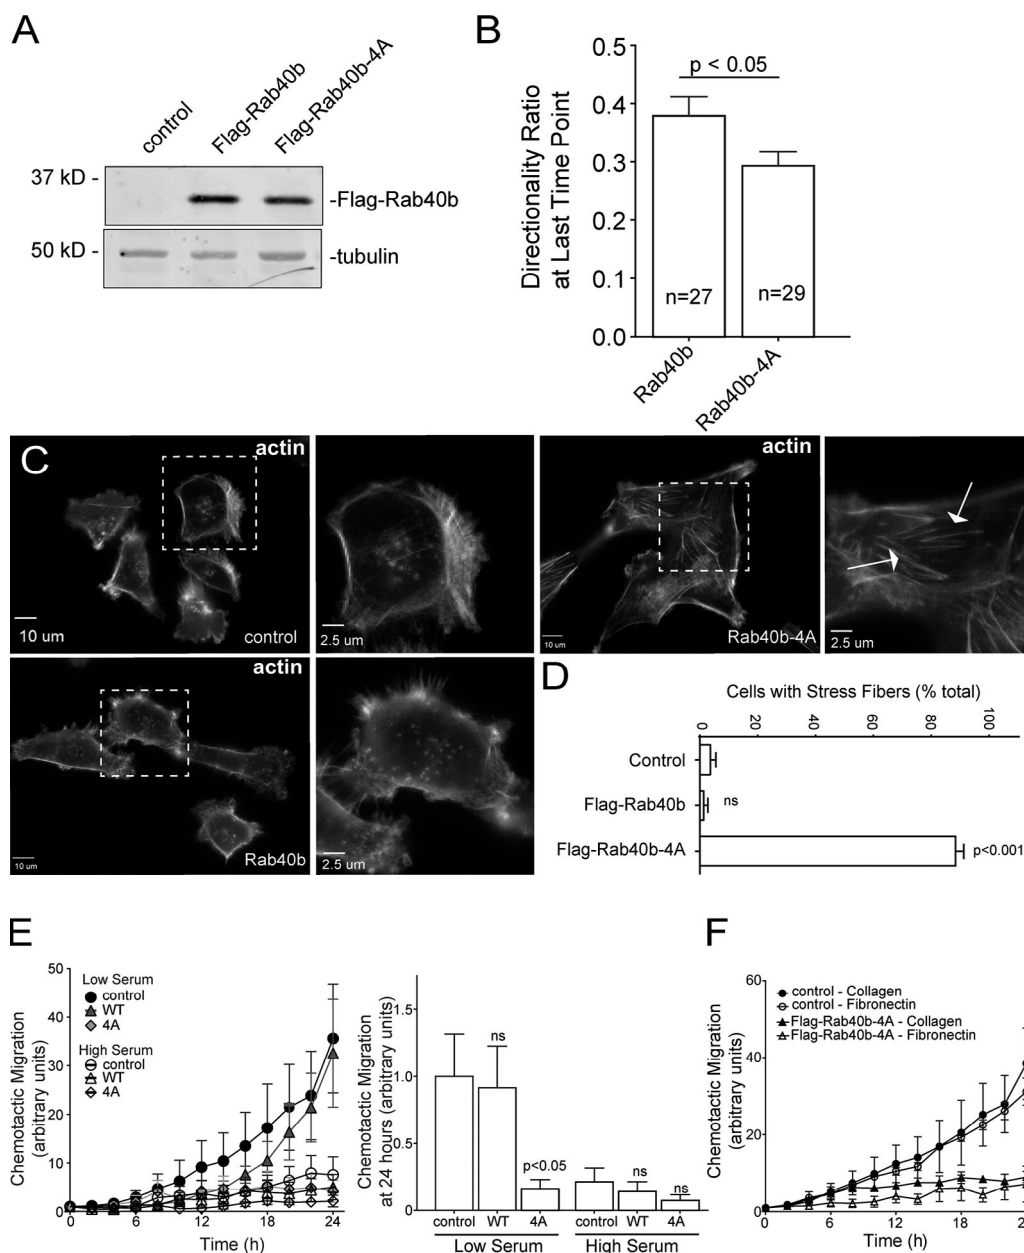 A
control
Flag-Rab40b
Flag-Rab40b-4A
37 kD -
-Flag-Rab40b
50 kD -
-tubulin
B
Directionality Ratio
at Last Time Point
0.5
0.4
0.3
0.2
0.1
0.0
p < 0.05
n=27
n=29
Rab40b
Rab40b-4A
C
actin
10 um
control
2.5 um
actin
10 um
Rab40b-4A
2.5 um
actin
10 um
Rab40b
2.5 um
D
Cells with Stress Fibers (% total)
0
20
40
60
80
100
Control
Flag-Rab40b
ns
Flag-Rab40b-4A
p<0.001
E
Chemotactic Migration
(arbitrary units)
50
40
30
20
10
0
Low Serum
control
WT
4A
High Serum
control
WT
4A
0 6 12 18 24
Time (h)
Chemotactic Migration
at 24 hours (arbitrary units)
1.5
1.0
0.5
0.0
ns
p<0.05
ns
ns
control WT 4A control WT 4A
Low Serum High Serum
F
Chemotactic Migration
(arbitrary units)
60
40
20
0
control - Collagen
control - Fibronectin
Flag-Rab40b-4A - Collagen
Flag-Rab40b-4A - Fibronectin
0 6 12 18 2
Time (h)